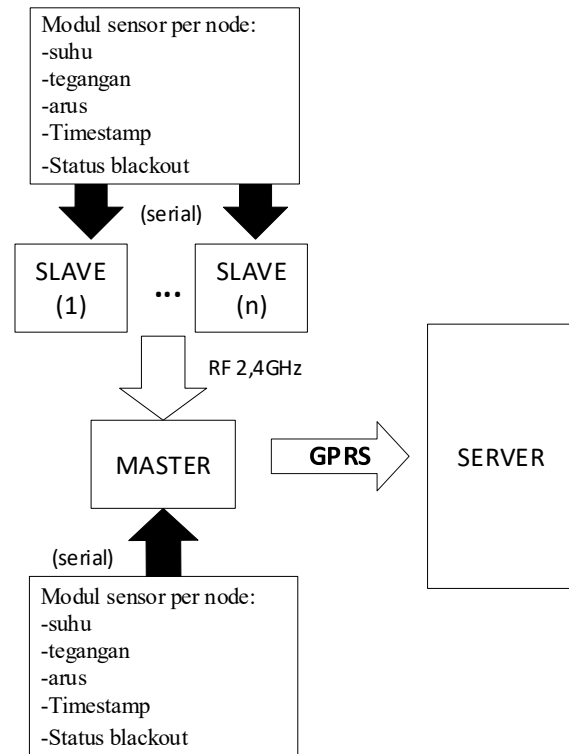 Modul sensor per node:
-suhu
-tegangan
-arus
-Timestamp
-Status blackout
(serial)
SLAVE
(1)
...
SLAVE
(n)
RF 2,4GHz
MASTER
GPRS
SERVER
(serial)
Modul sensor per node:
-suhu
-tegangan
-arus
-Timestamp
-Status blackout